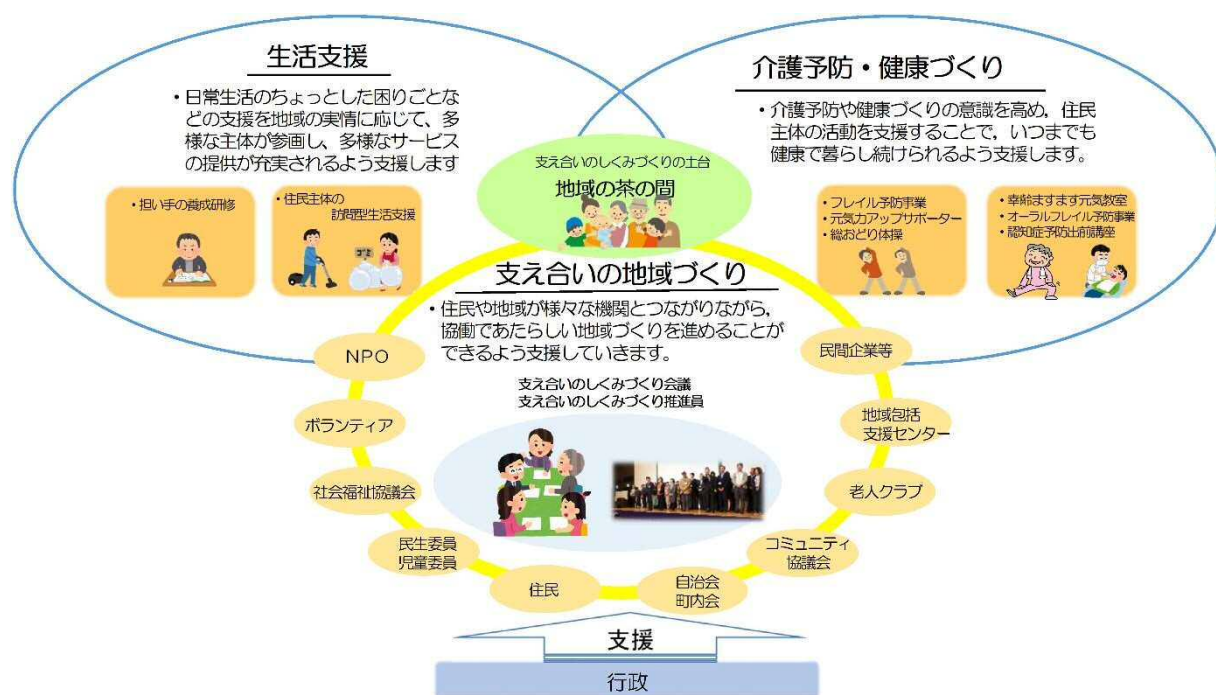 生活支援
・日常生活のちょっとした困りごとな
どの支援を地域の実情に応じて、多
様な主体が参画し、多様なサービス
の提供が充実されるよう支援します
・担い手の養成研修
・住民主体の
訪問型生活支援
介護予防・健康づくり
・介護予防や健康づくりの意識を高め，住民
主体の活動を支援することで，いつまでも
健康で暮らし続けられるよう支援します。
・フレイル予防事業
・元気力アップサポーター
・総おどり体操
・幸齢ますます元気教室
・オーラルフレイル予防事業
・認知症予防出前講座
支え合いのしくみづくりの土台
地域の茶の間
支え合いの地域づくり
・住民や地域が様々な機関とつながりながら，
協働であたらしい地域づくりを進めることが
できるよう支援していきます。
支え合いのしくみづくり会議
支え合いのしくみづくり推進員
NPO
ボランティア
社会福祉協議会
民生委員
児童委員
住民
自治会
町内会
コミュニティ
協議会
老人クラブ
地域包括
支援センター
民間企業等
支援
行政